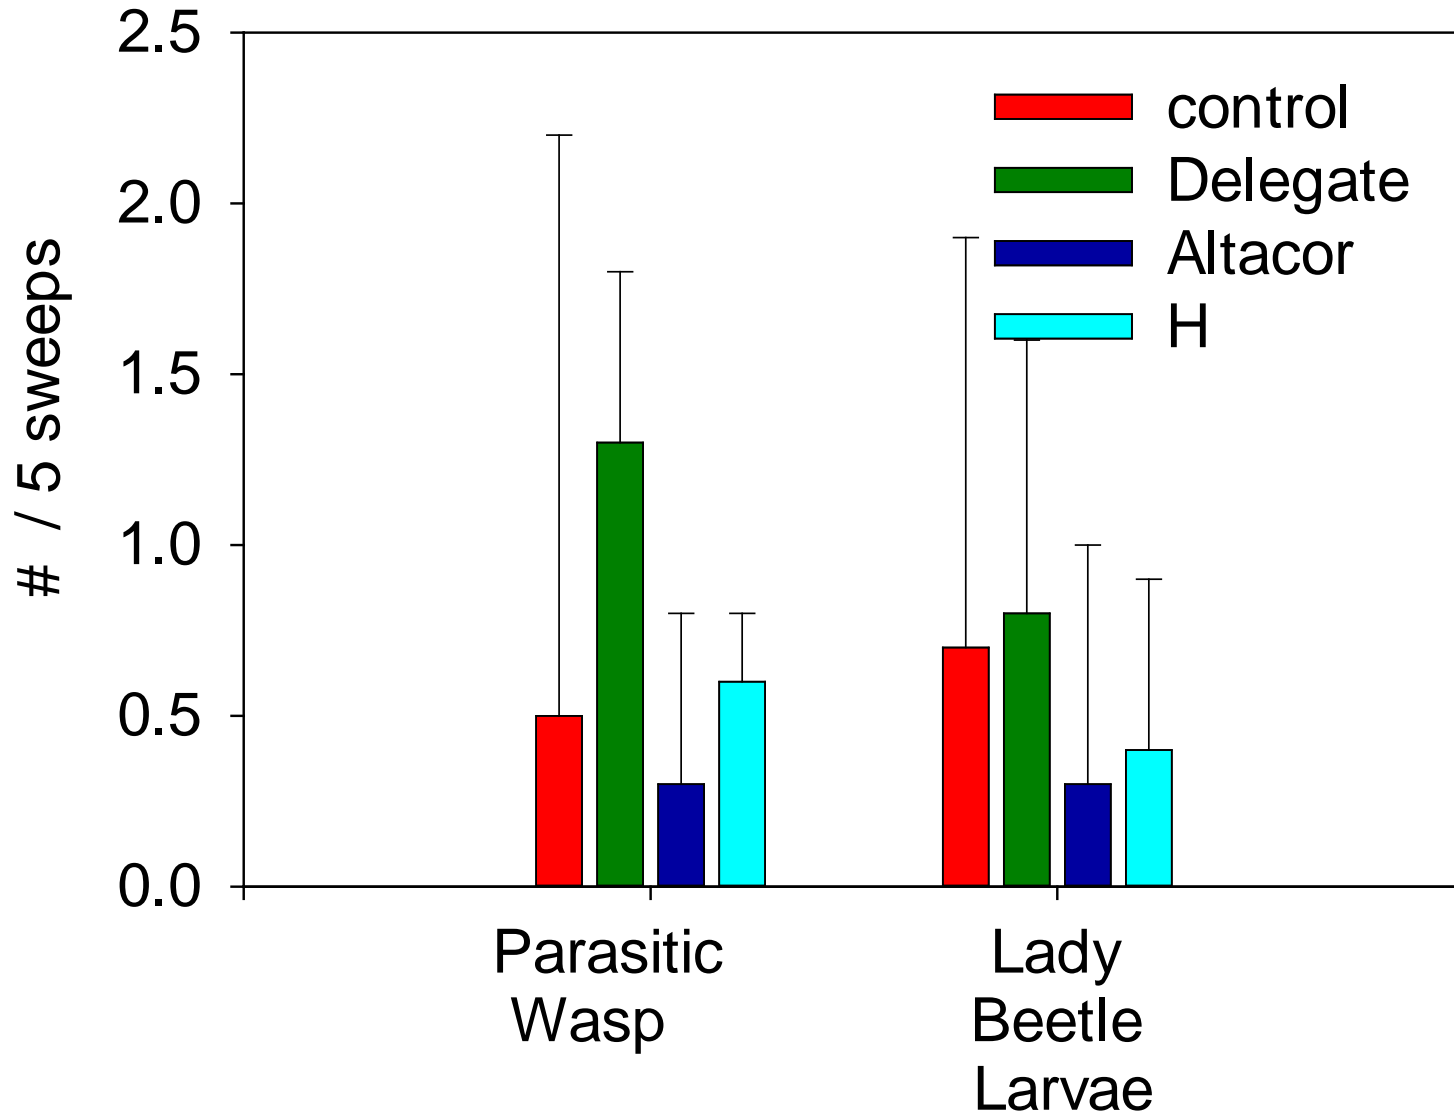 2.5
2.0
1.5
1.0
0.5
0.0
# / 5 sweeps
control
Delegate
Altacor
H
Parasitic
Wasp
Lady
Beetle
Larvae